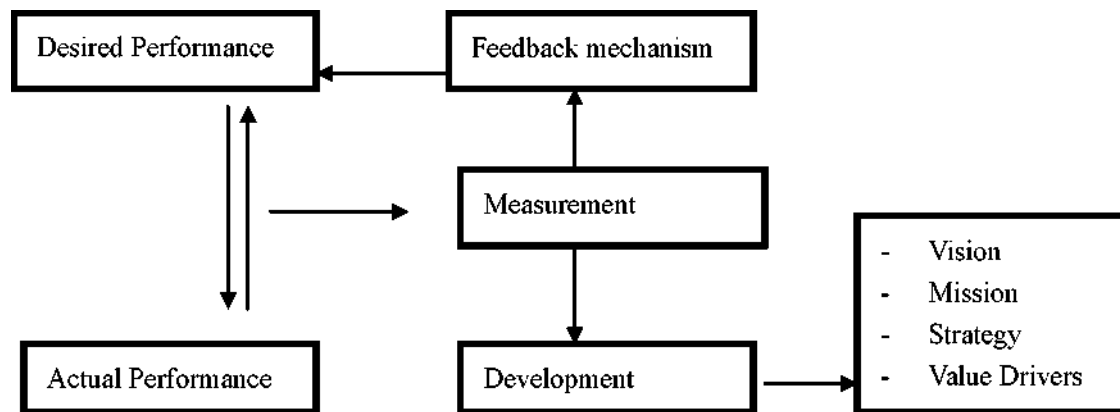 Desired Performance
Feedback mechanism
Measurement
- Vision
- Mission
- Strategy
- Value Drivers
Actual Performance
Development